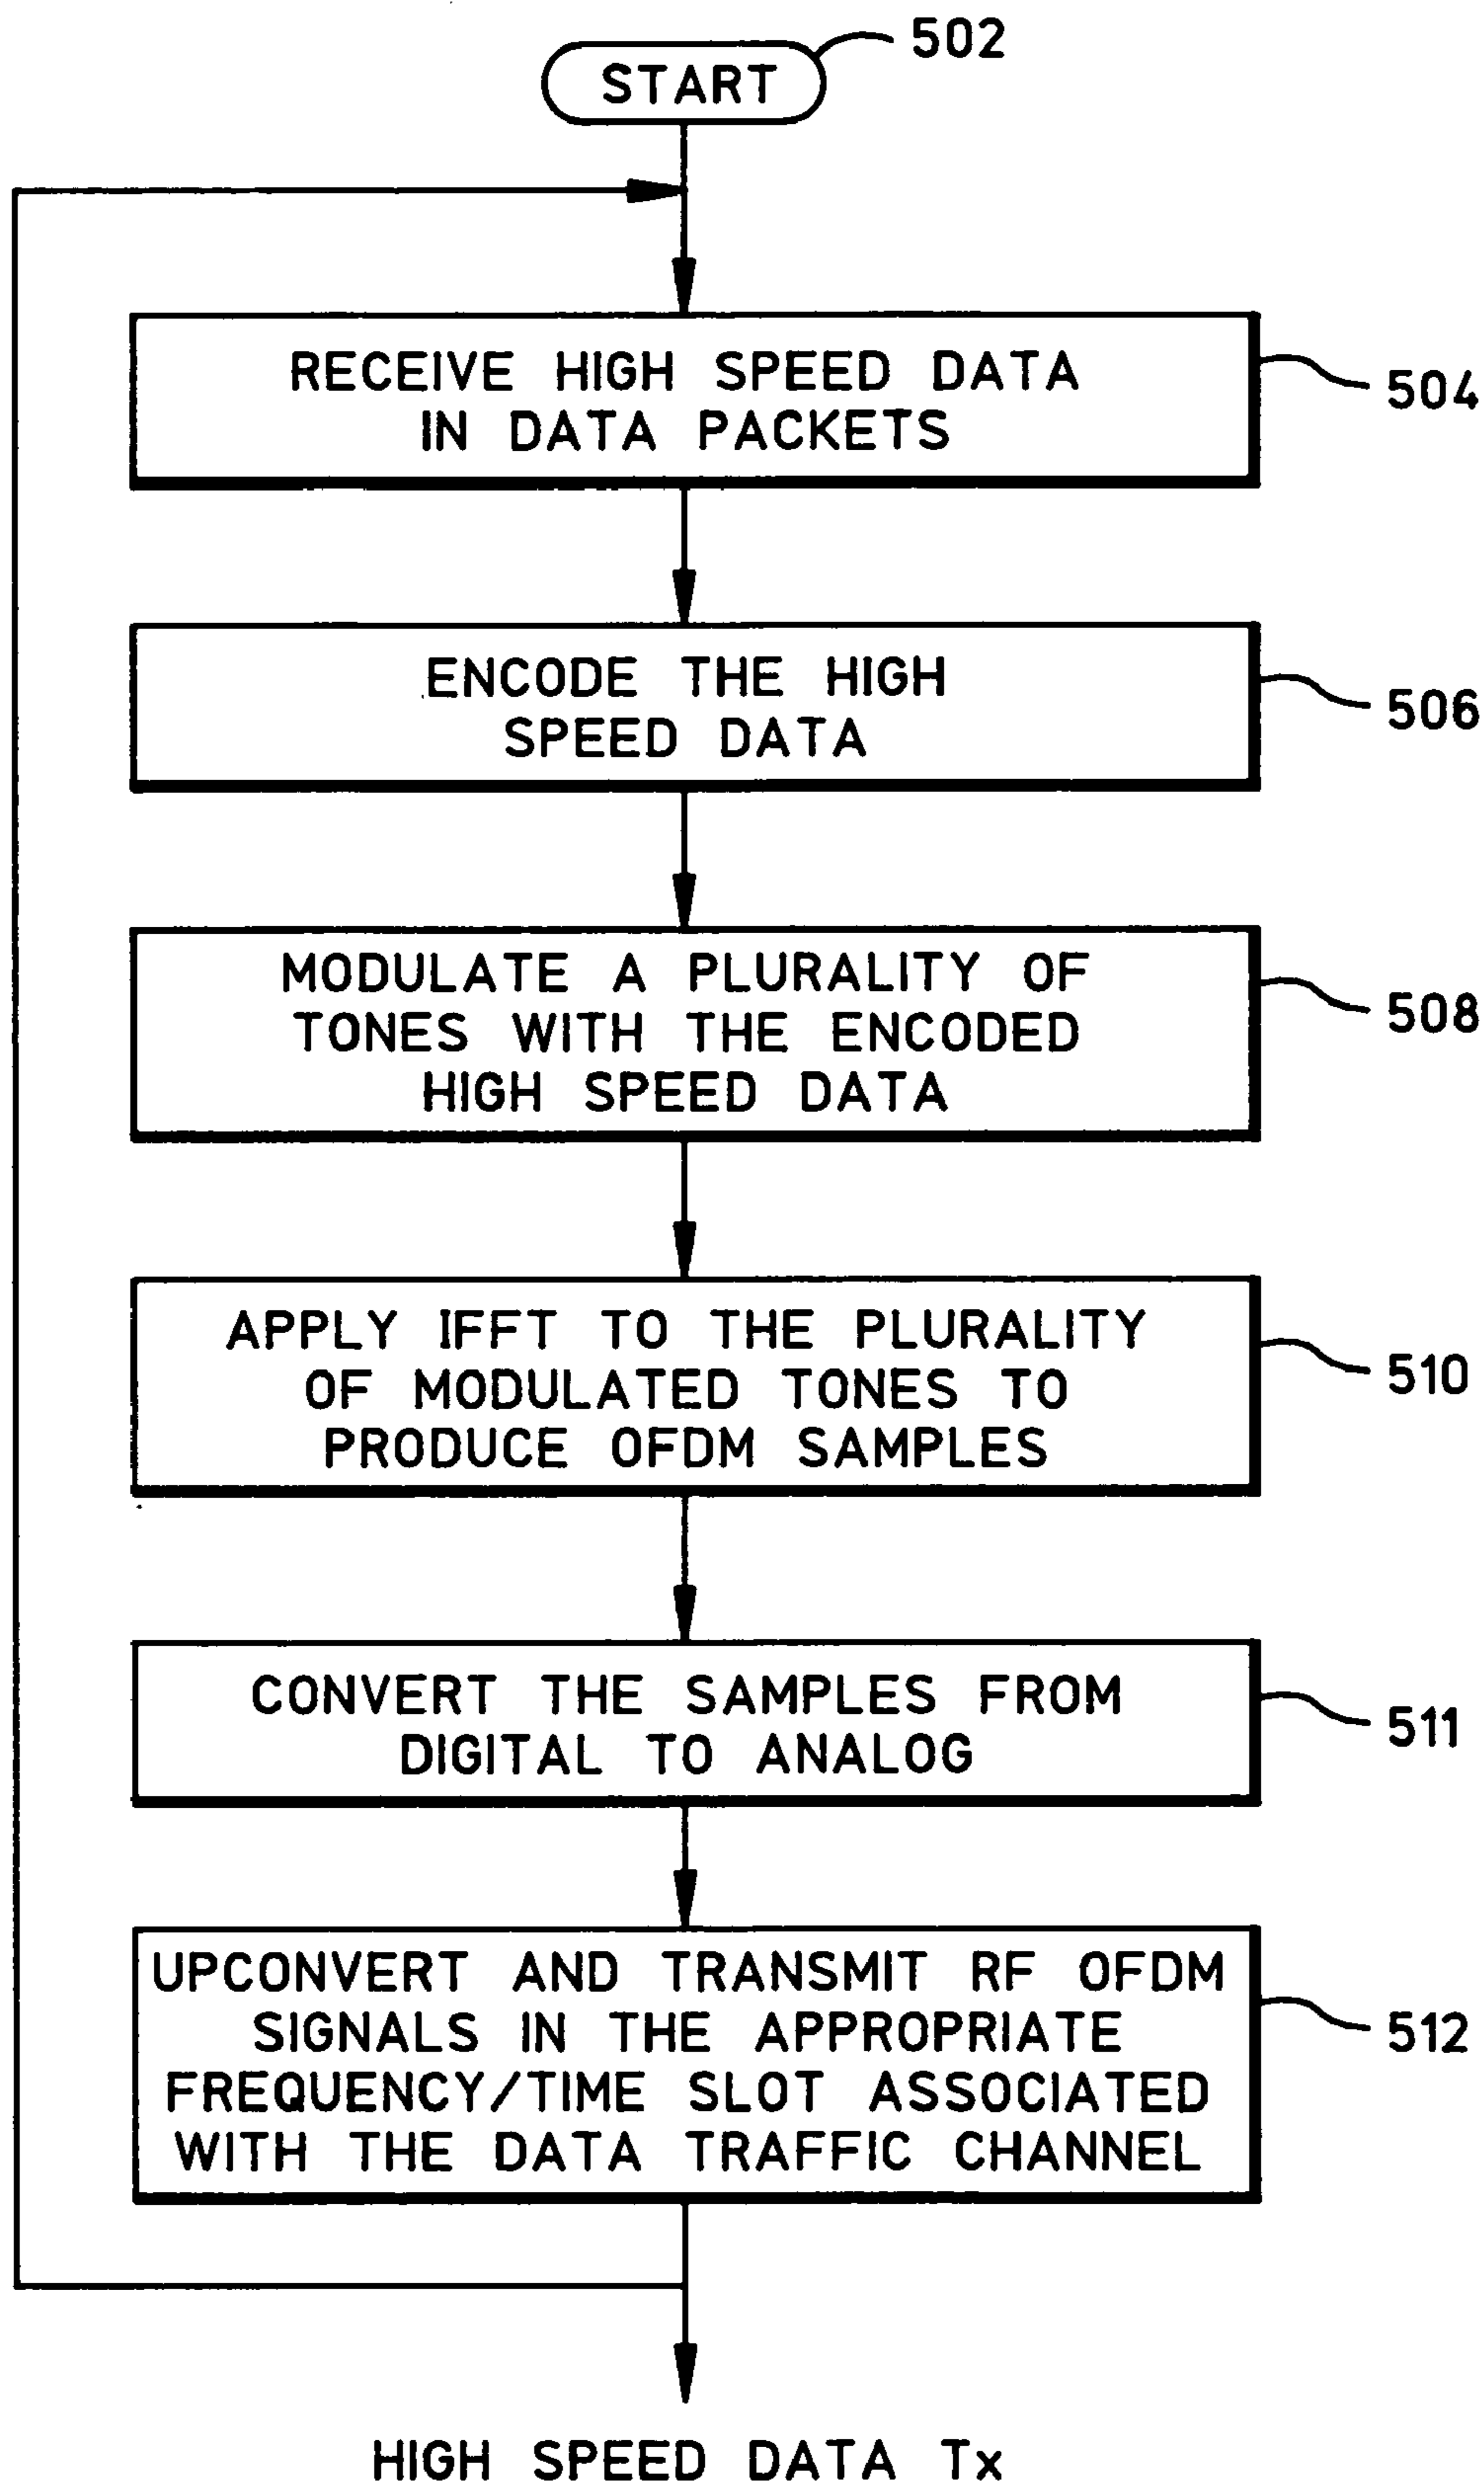 START
502
RECEIVE HIGH SPEED DATA
IN DATA PACKETS
504
ENCODE THE HIGH
SPEED DATA
506
MODULATE A PLURALITY OF
TONES WITH THE ENCODED
HIGH SPEED DATA
508
APPLY IFFT TO THE PLURALITY
OF MODULATED TONES TO
PRODUCE OFDM SAMPLES
510
CONVERT THE SAMPLES FROM
DIGITAL TO ANALOG
511
UPCONVERT AND TRANSMIT RF OFDM
SIGNALS IN THE APPROPRIATE
FREQUENCY/TIME SLOT ASSOCIATED
WITH THE DATA TRAFFIC CHANNEL
512
HIGH SPEED DATA Tx